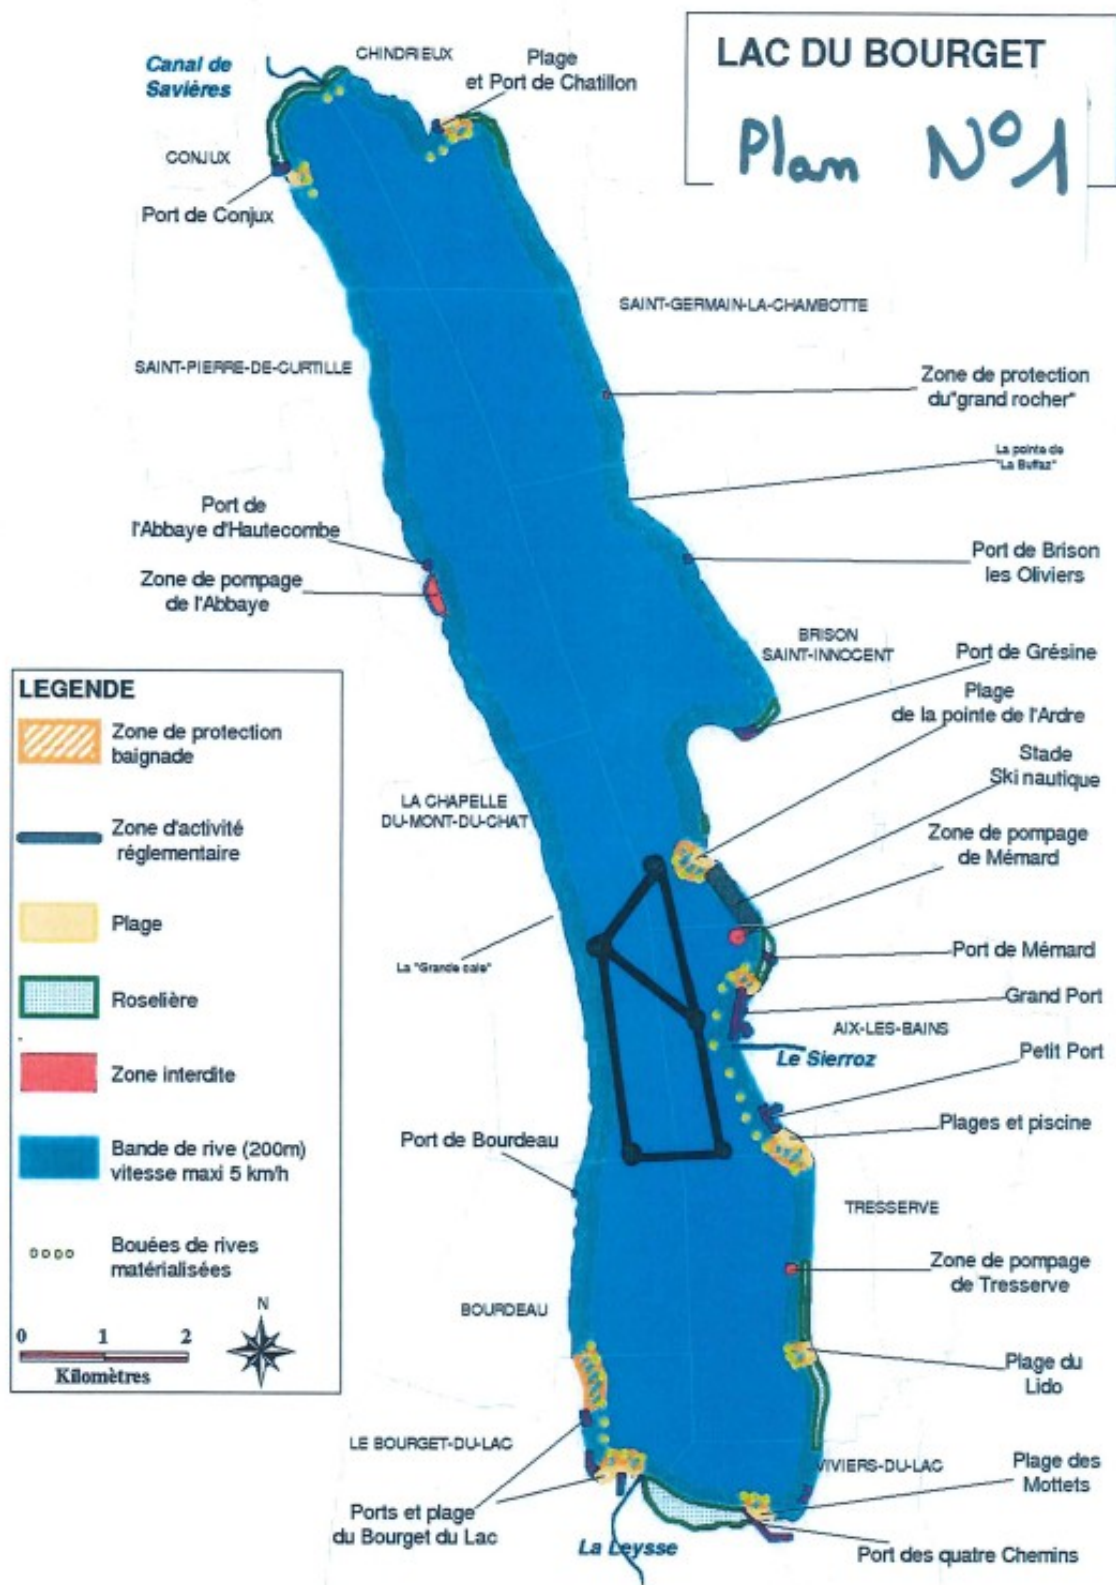 LAC DU BOURGET
Plan N°1
CHINDRIEUX
Canal de
Savières
Plage
et Port de Chatillon
CONJUX
Port de Conjux
SAINT-GERMAIN-LA-CHAMBOTTE
SAINT-PIERRE-DE-CURTILLE
Zone de protection
du"grand rocher"
La pointe de
"La Buffaz"
Port de
l'Abbaye d'Hautecombe
Port de Brison
les Oliviers
Zone de pompage
de l'Abbaye
BRISON
SAINT-INNOCENT
Port de Grésine
Plage
de la pointe de l'Ardre
Stade
Ski nautique
LA CHAPELLE
DU-MONT-DU-CHAT
Zone de pompage
de Mémard
La "Grande cale"
Port de Mémard
Grand Port
AIX-LES-BAINS
Le Sierroz
Petit Port
Plages et piscine
Port de Bourdeau
TRESSERVE
Zone de pompage
de Tresserve
BOURDEAU
Plage du
Lido
LE BOURGET-DU-LAC
VIVIERS-DU-LAC
Plage des
Mottets
Ports et plage
du Bourget du Lac
La Leysse
Port des quatre Chemins
LEGENDE
Zone de protection
baignade
Zone d'activité
réglementaire
Plage
Roselière
Zone interdite
Bande de rive (200m)
vitesse maxi 5 km/h
Bouées de rives
matérialisées
N
0 1 2
Kilomètres